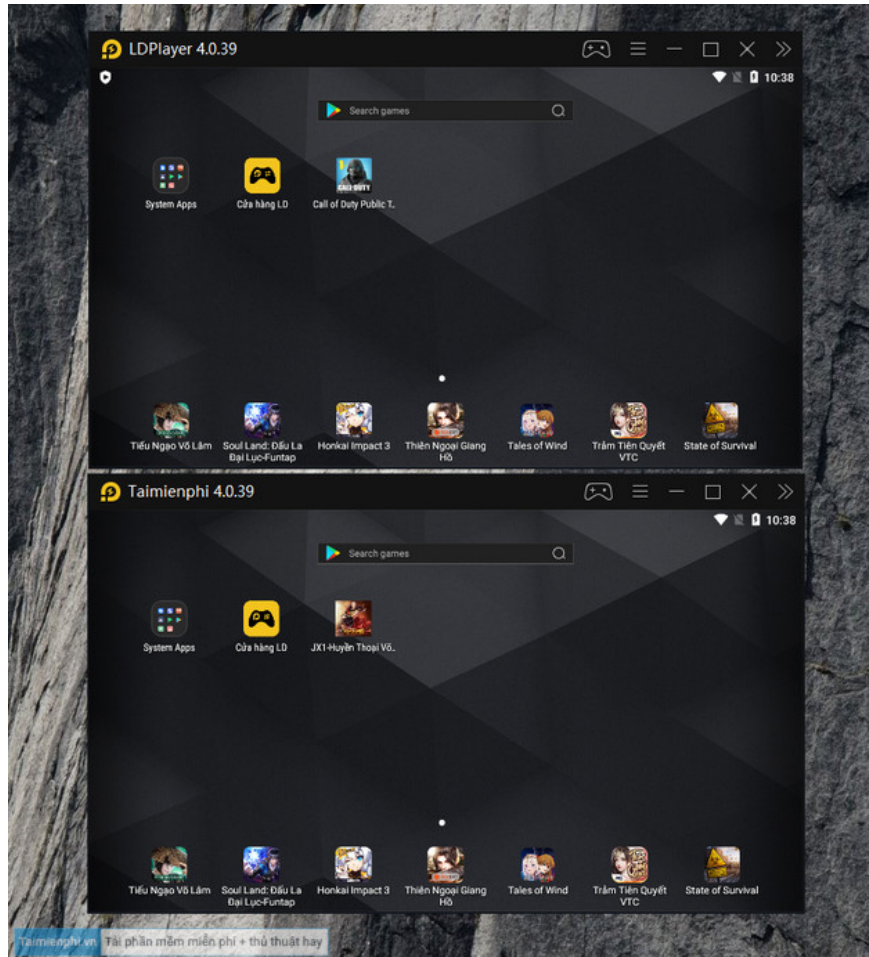 LDPlayer 4.0.39
10:38
Search games
System Apps
Cửa hàng LD
CALL OF DUTY
Call of Duty Public T..
Tiếu Ngạo Võ Lâm
Soul Land: Đấu La
Đại Lục-Funtap
Honkai Impact 3
Thiên Ngoại Giang
Hồ
Tales of Wind
Trảm Tiên Quyết
VTC
State of Survival
Taimienphi 4.0.39
10:38
Search games
System Apps
Cửa hàng LD
JX1-Huyền Thoại Võ..
Tiếu Ngạo Võ Lâm
Soul Land: Đấu La
Đại Lục-Funtap
Honkai Impact 3
Thiên Ngoại Giang
Hồ
Tales of Wind
Trảm Tiên Quyết
VTC
State of Survival
Taimienphi.vn Tải phần mềm miễn phí + thủ thuật hay